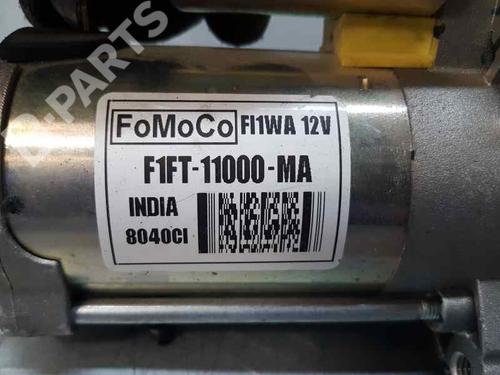 B-PARTS
FoMoCo FI1WA 12V
F1FT-11000-MA
INDIA
8040CI